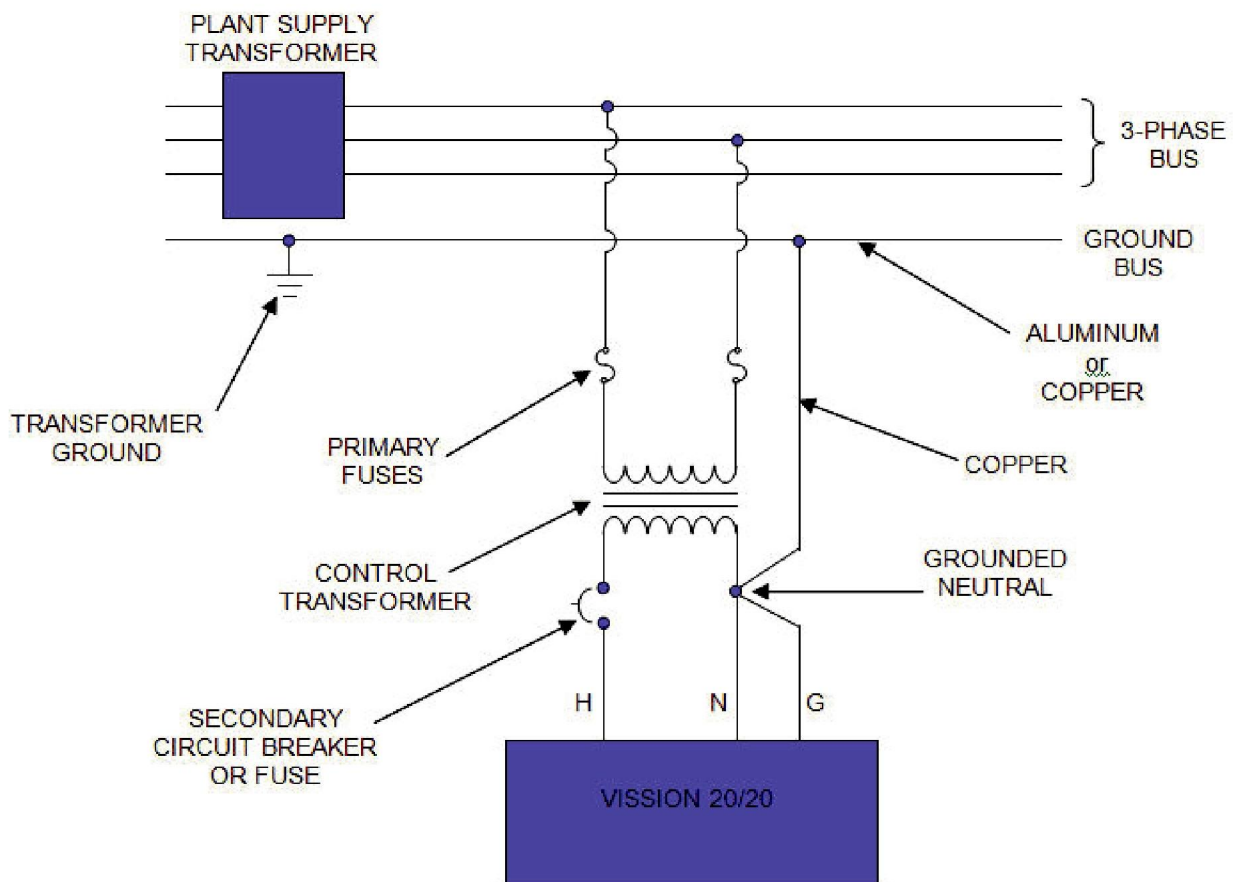 PLANT SUPPLY
TRANSFORMER
3-PHASE
BUS
GROUND
BUS
ALUMINUM
or
COPPER
TRANSFORMER
GROUND
PRIMARY
FUSES
COPPER
CONTROL
TRANSFORMER
GROUNDED
NEUTRAL
H
N
G
SECONDARY
CIRCUIT BREAKER
OR FUSE
VISSION 20/20